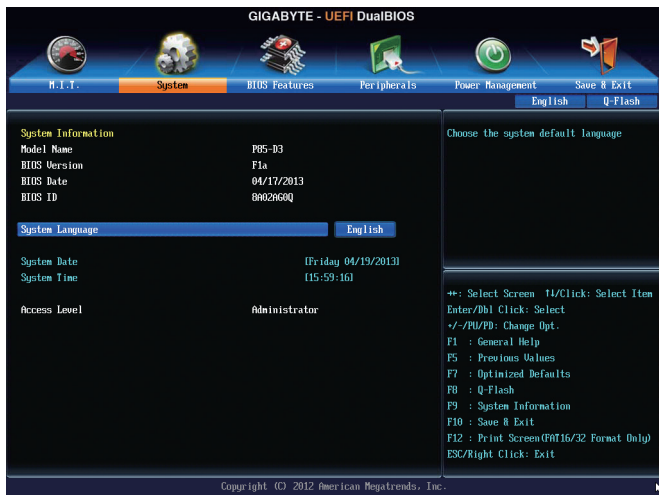 GIGABYTE - UEFI DualBIOS
M.I.T. System BIOS Features Peripherals Power Management Save & Exit
English Q-Flash
System Information
Model Name P85-D3
BIOS Version F1a
BIOS Date 04/17/2013
BIOS ID 8A02AG0Q
System Language English
System Date [Friday 04/19/2013]
System Time [15:59:16]
Access Level Administrator
Choose the system default language
→←: Select Screen ↑↓/Click: Select Item
Enter/Dbl Click: Select
+/-/PU/PD: Change Opt.
F1 : General Help
F5 : Previous Values
F7 : Optimized Defaults
F8 : Q-Flash
F9 : System Information
F10 : Save & Exit
F12 : Print Screen(FAT16/32 Format Only)
ESC/Right Click: Exit
Copyright (C) 2012 American Megatrends, Inc.